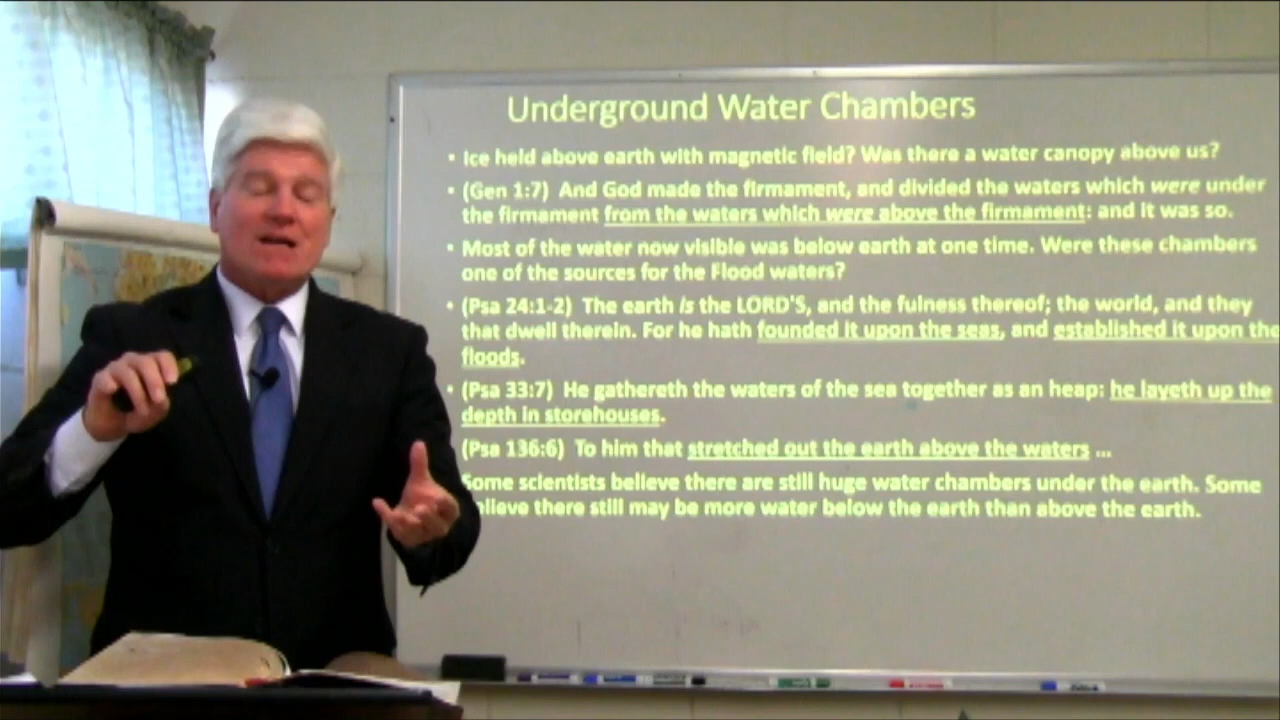 Underground Water Chambers
• Ice held above earth with magnetic field? Was there a water canopy above us?
• (Gen 1:7) And God made the firmament, and divided the waters which were under
the firmament from the waters which were above the firmament: and it was so.
• Most of the water now visible was below earth at one time. Were these chambers
one of the sources for the Flood waters?
• (Psa 24:1-2) The earth is the LORD'S, and the fulness thereof; the world, and they
that dwell therein. For he hath founded it upon the seas, and established it upon the
floods.
• (Psa 33:7) He gathereth the waters of the sea together as an heap: he layeth up the
depth in storehouses.
(Psa 136:6) To him that stretched out the earth above the waters ...
Some scientists believe there are still huge water chambers under the earth. Some
believe there still may be more water below the earth than above the earth.